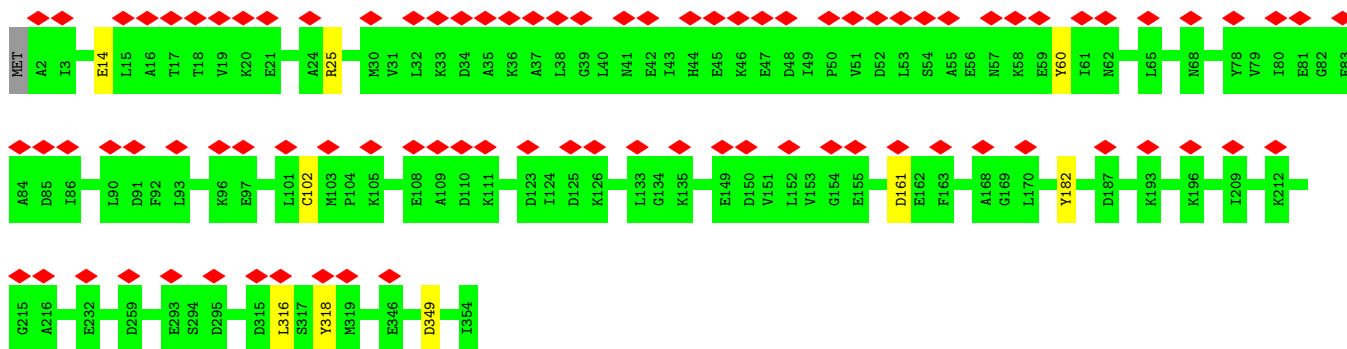 MET A2 I3 E14 L15 A16 T17 T18 V19 K20 E21 A24 R25 M30 V31 L32 K33 D34 A35 K36 A37 L38 G39 L40 N41 E42 I43 H44 E45 K46 E47 D48 I49 P50 V51 D52 L53 S54 A55 E56 N57 K58 E59 Y60 I61 N62 L65 N68 Y78 V79 I80 E81 G82 E83
A84 D85 I86 L90 D91 F92 L93 K96 E97 L101 C102 M103 P104 K105 E108 A109 D110 K111 D123 I124 D125 K126 L133 G134 K135 E149 D150 V151 L152 V153 G154 E155 D161 E162 F163 A168 G169 L170 Y182 D187 K193 K196 I209 K212
G215 A216 E232 D259 E293 S294 D295 D315 L316 S317 Y318 M319 E346 D349 I354